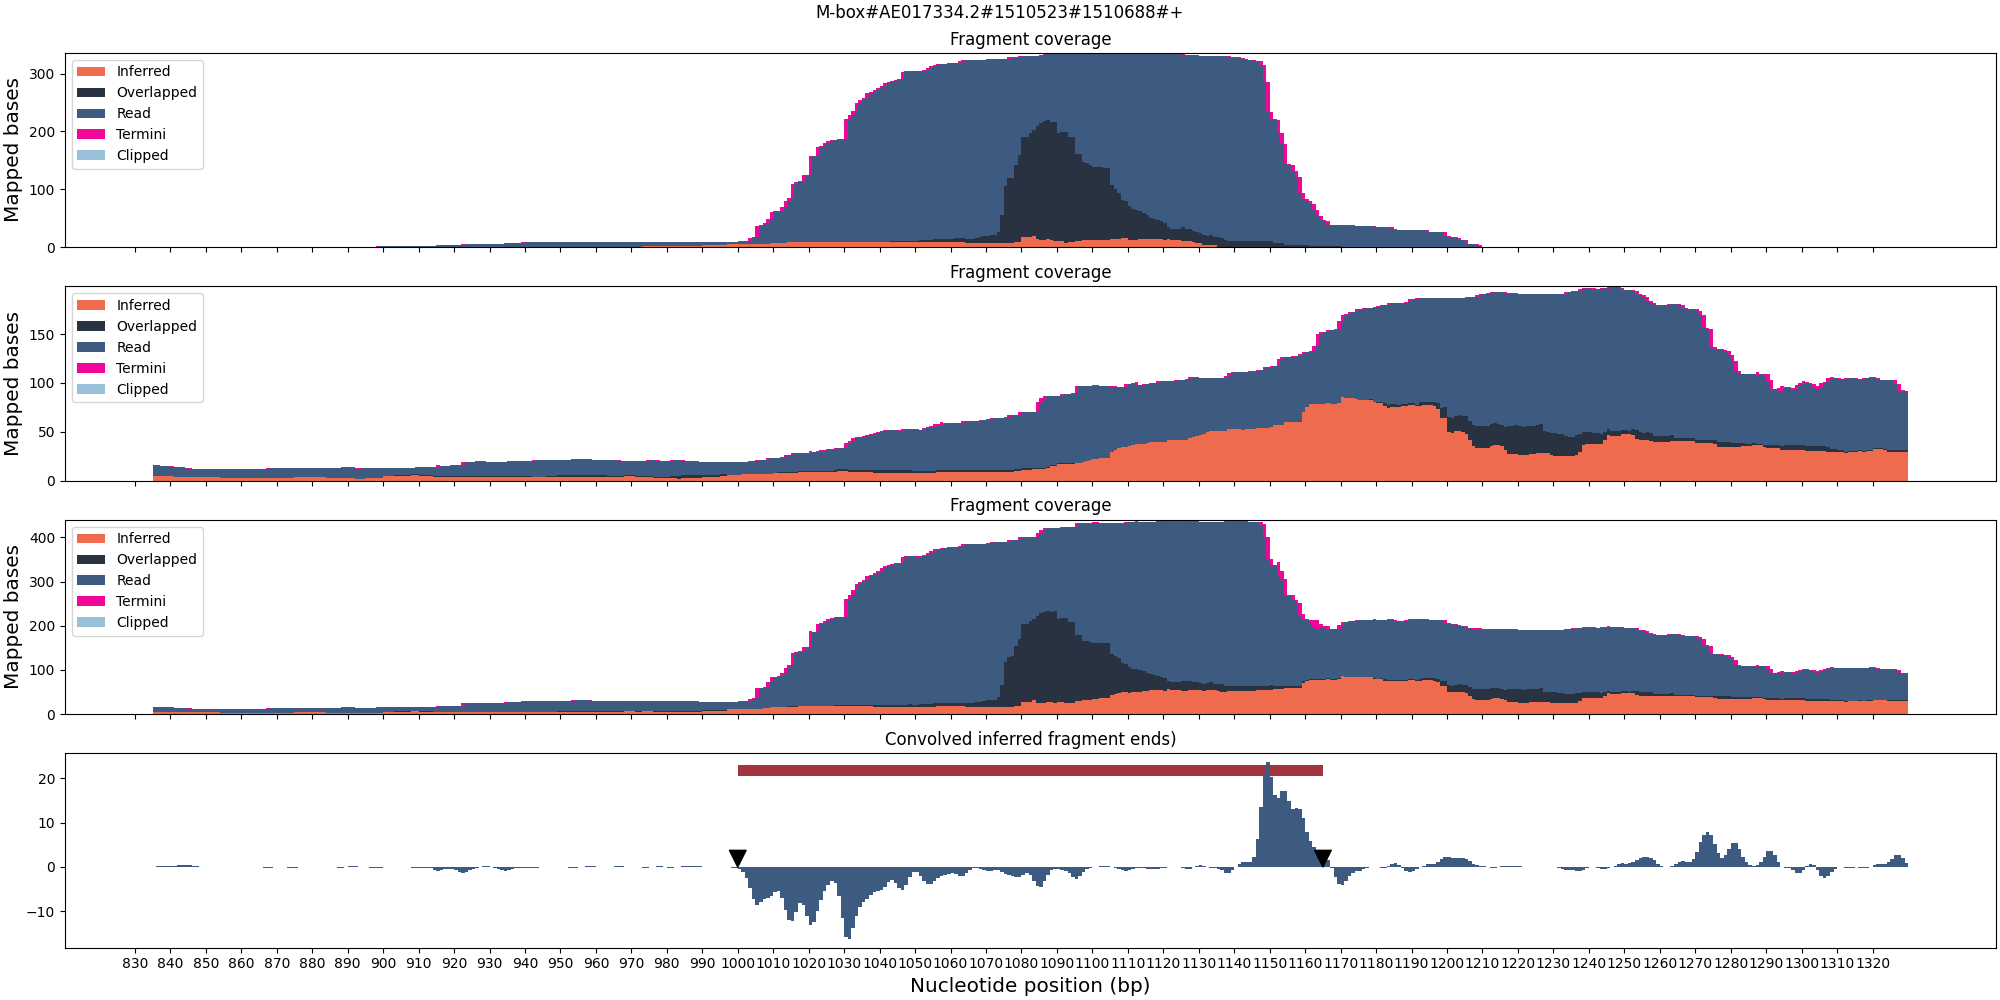 M-box#AE017334.2#1510523#1510688#+
Fragment coverage
Mapped bases
300
200
100
0
Inferred
Overlapped
Read
Termini
Clipped
Fragment coverage
Mapped bases
150
100
50
0
Inferred
Overlapped
Read
Termini
Clipped
Fragment coverage
Mapped bases
400
300
200
100
0
Inferred
Overlapped
Read
Termini
Clipped
Convolved inferred fragment ends)
20
10
0
−10
830 840 850 860 870 880 890 900 910 920 930 940 950 960 970 980 990 1000 1010 1020 1030 1040 1050 1060 1070 1080 1090 1100 1110 1120 1130 1140 1150 1160 1170 1180 1190 1200 1210 1220 1230 1240 1250 1260 1270 1280 1290 1300 1310 1320
Nucleotide position (bp)